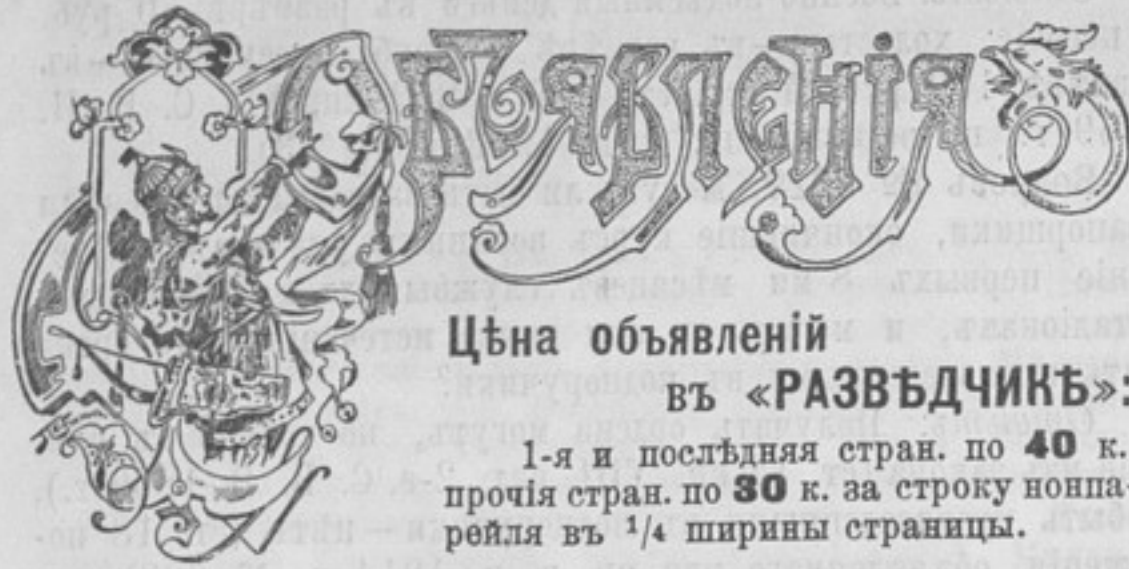 Объявленія
Цѣна объявленій
въ «РАЗВѢДЧИКѢ»:
1-я и послѣдняя стран. по 40 к.
прочія стран. по 30 к. за строку нонпа-
рейля въ 1/4 ширины страницы.